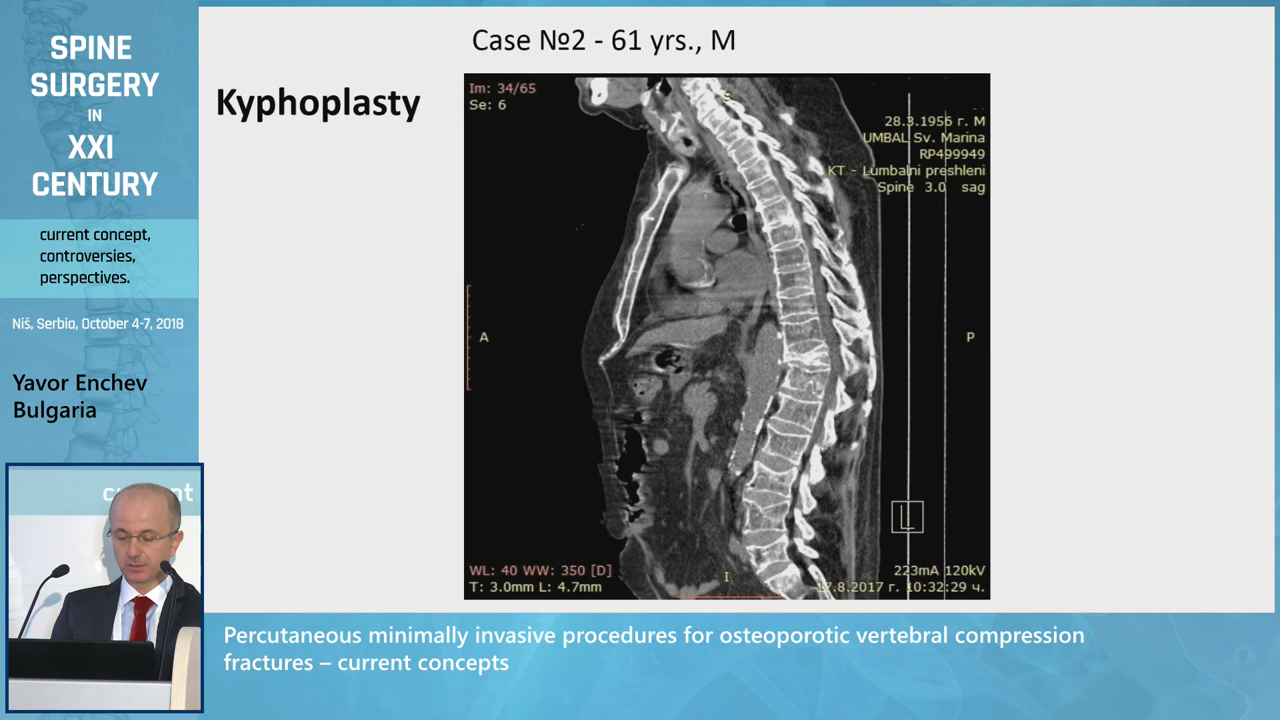 SPINE
SURGERY
IN
XXI
CENTURY
current concept,
controversies,
perspectives.
Niš, Serbia, October 4-7, 2018
Yavor Enchev
Bulgaria
Case №2 - 61 yrs., M
Kyphoplasty
Im: 34/65
Se: 6
S
28.3.1956 г. M
UMBAL Sv. Marina
RP499949
KT - Lumbalni preshleni
Spine 3.0 sag
A
P
L
WL: 40 WW: 350 [D]
T: 3.0mm L: 4.7mm
I
223mA 120kV
17.8.2017 г. 10:32:29 ч.
Percutaneous minimally invasive procedures for osteoporotic vertebral compression
fractures – current concepts